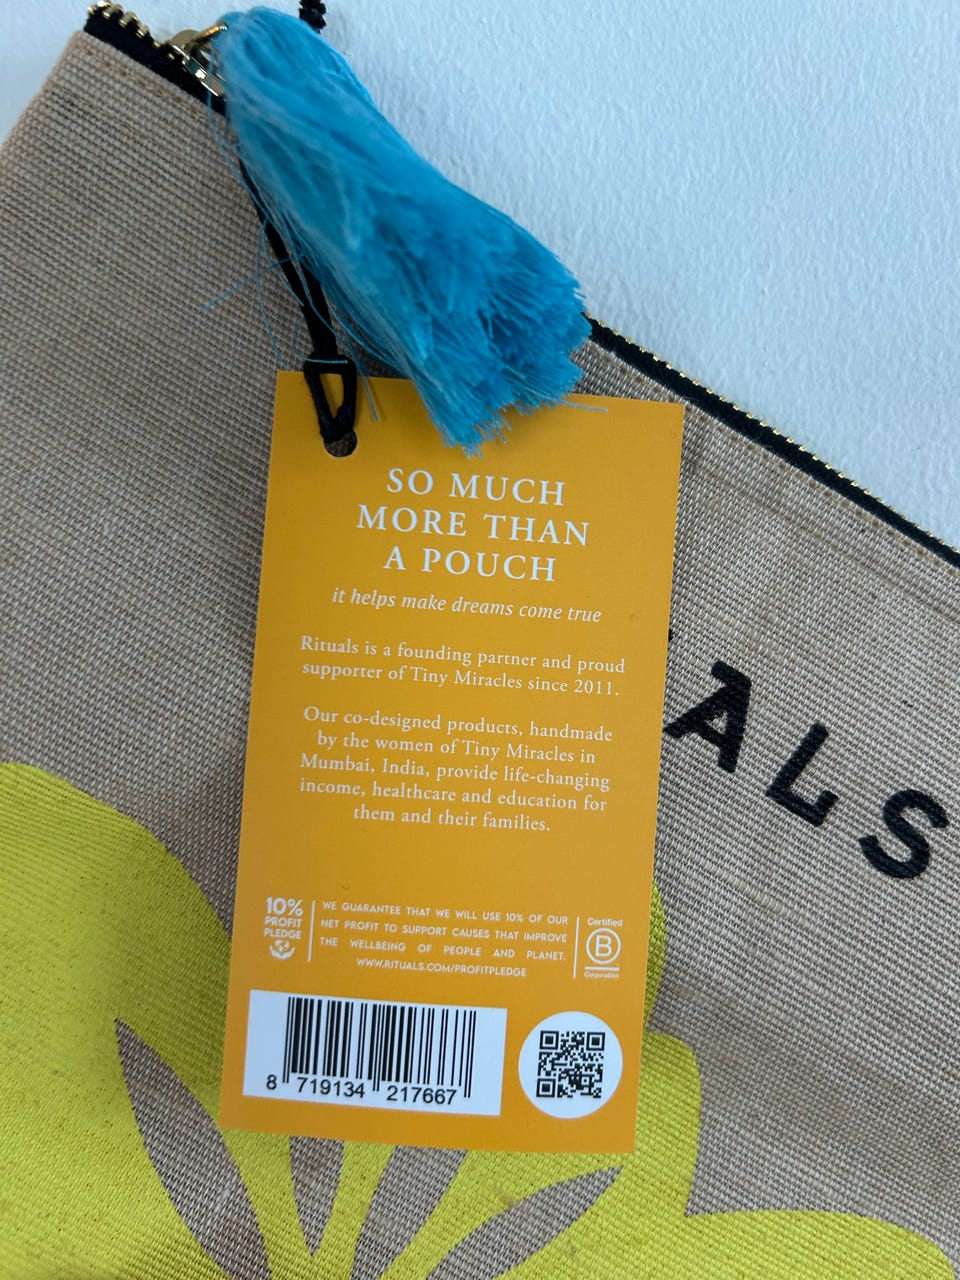 SO MUCH
MORE THAN
A POUCH
it helps make dreams come true
Rituals is a founding partner and proud
supporter of Tiny Miracles since 2011.
Our co-designed products, handmade
by the women of Tiny Miracles in
Mumbai, India, provide life-changing
income, healthcare and education for
them and their families.
10%
PROFIT
PLEDGE
WE GUARANTEE THAT WE WILL USE 10% OF OUR
NET PROFIT TO SUPPORT CAUSES THAT IMPROVE
THE WELLBEING OF PEOPLE AND PLANET.
WWW.RITUALS.COM/PROFITPLEDGE
Certified
B
Corporation
8 719134 217667
ALS